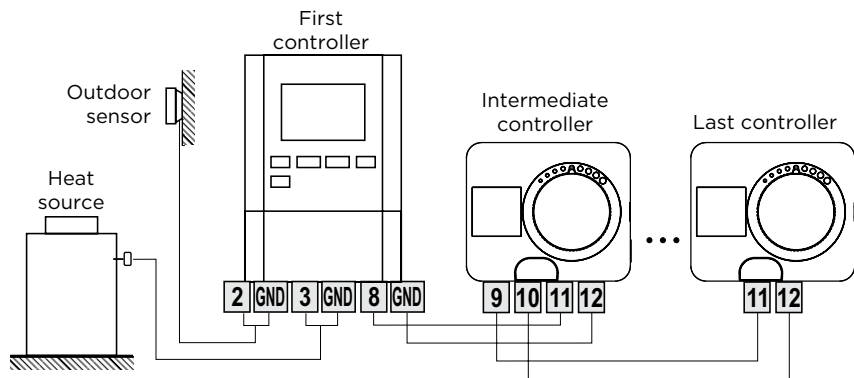 First
controller
Outdoor
sensor
Intermediate
controller
Last controller
Heat
source
2 GND 3 GND 8 GND
9 10 11 12
11 12